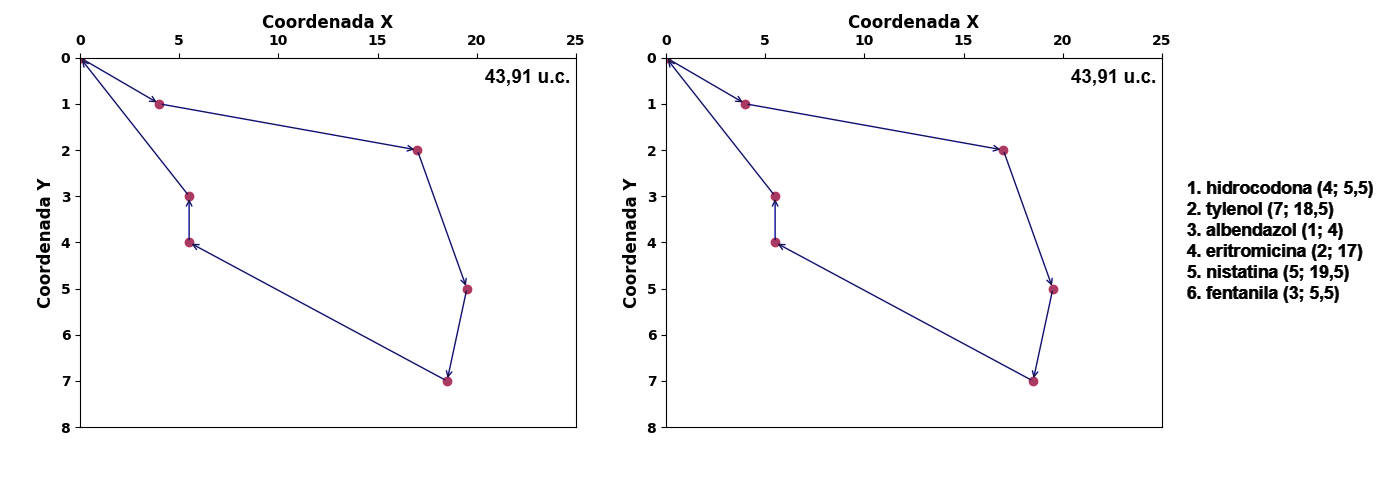 Coordenada X
0 5 10 15 20 25
43,91 u.c.
Coordenada Y
0
1
2
3
4
5
6
7
8
Coordenada X
0 5 10 15 20 25
43,91 u.c.
Coordenada Y
0
1
2
3
4
5
6
7
8
1. hidrocodona (4; 5,5)
2. tylenol (7; 18,5)
3. albendazol (1; 4)
4. eritromicina (2; 17)
5. nistatina (5; 19,5)
6. fentanila (3; 5,5)